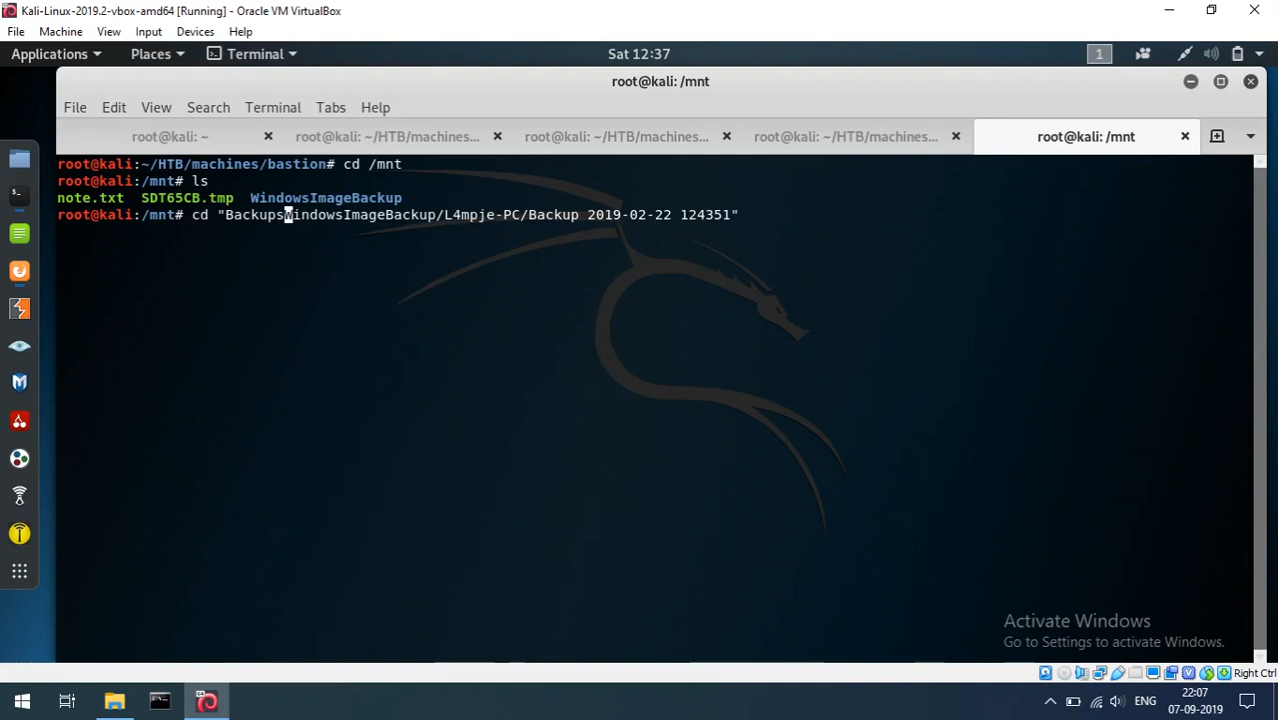 Kali-Linux-2019.2-vbox-amd64 [Running] - Oracle VM VirtualBox
File Machine View Input Devices Help
Applications Places Terminal Sat 12:37 1
root@kali: /mnt
File Edit View Search Terminal Tabs Help
root@kali: ~ root@kali: ~/HTB/machines... root@kali: ~/HTB/machines... root@kali: ~/HTB/machines... root@kali: /mnt
root@kali:~/HTB/machines/bastion# cd /mnt
root@kali:/mnt# ls
note.txt SDT65CB.tmp WindowsImageBackup
root@kali:/mnt# cd "BackupsWindowsImageBackup/L4mpje-PC/Backup 2019-02-22 124351"
Activate Windows
Go to Settings to activate Windows.
Right Ctrl
ENG 22:07
07-09-2019